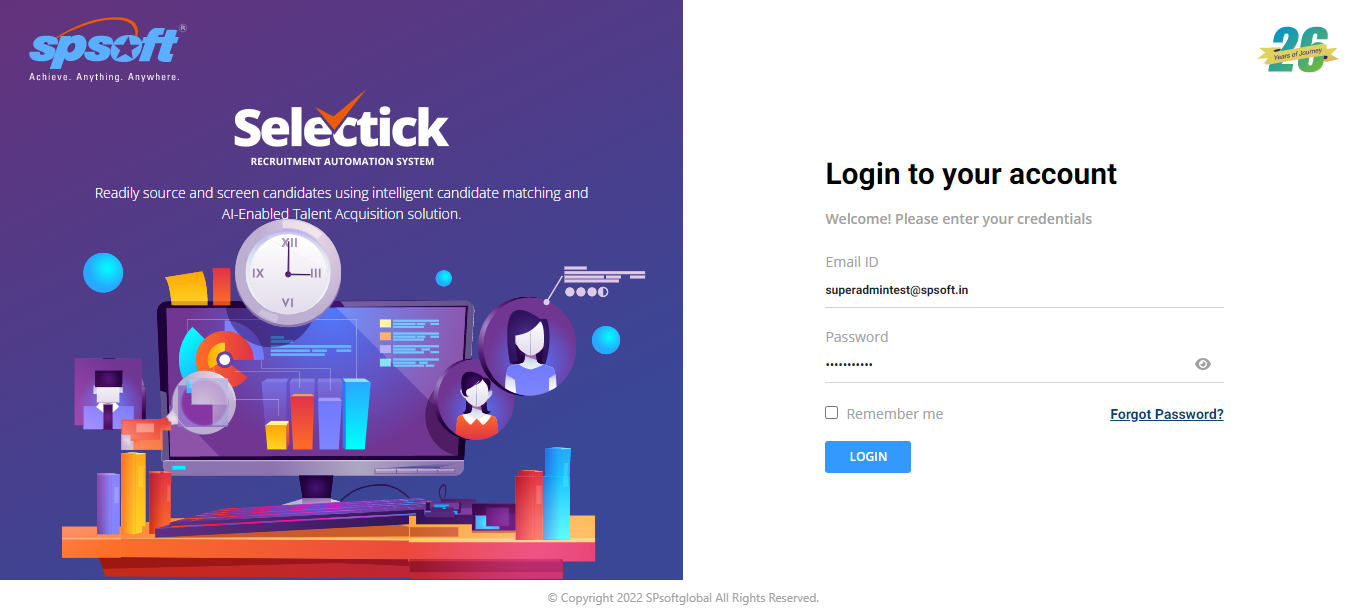 spsoft®
Achieve. Anything. Anywhere.
Selectick
RECRUITMENT AUTOMATION SYSTEM
Readily source and screen candidates using intelligent candidate matching and
AI-Enabled Talent Acquisition solution.
XII
IX III
VI
26
Years of Journey
Login to your account
Welcome! Please enter your credentials
Email ID
superadmintest@spsoft.in
Password
•••••••••••
Remember me Forgot Password?
LOGIN
© Copyright 2022 SPsoftglobal All Rights Reserved.